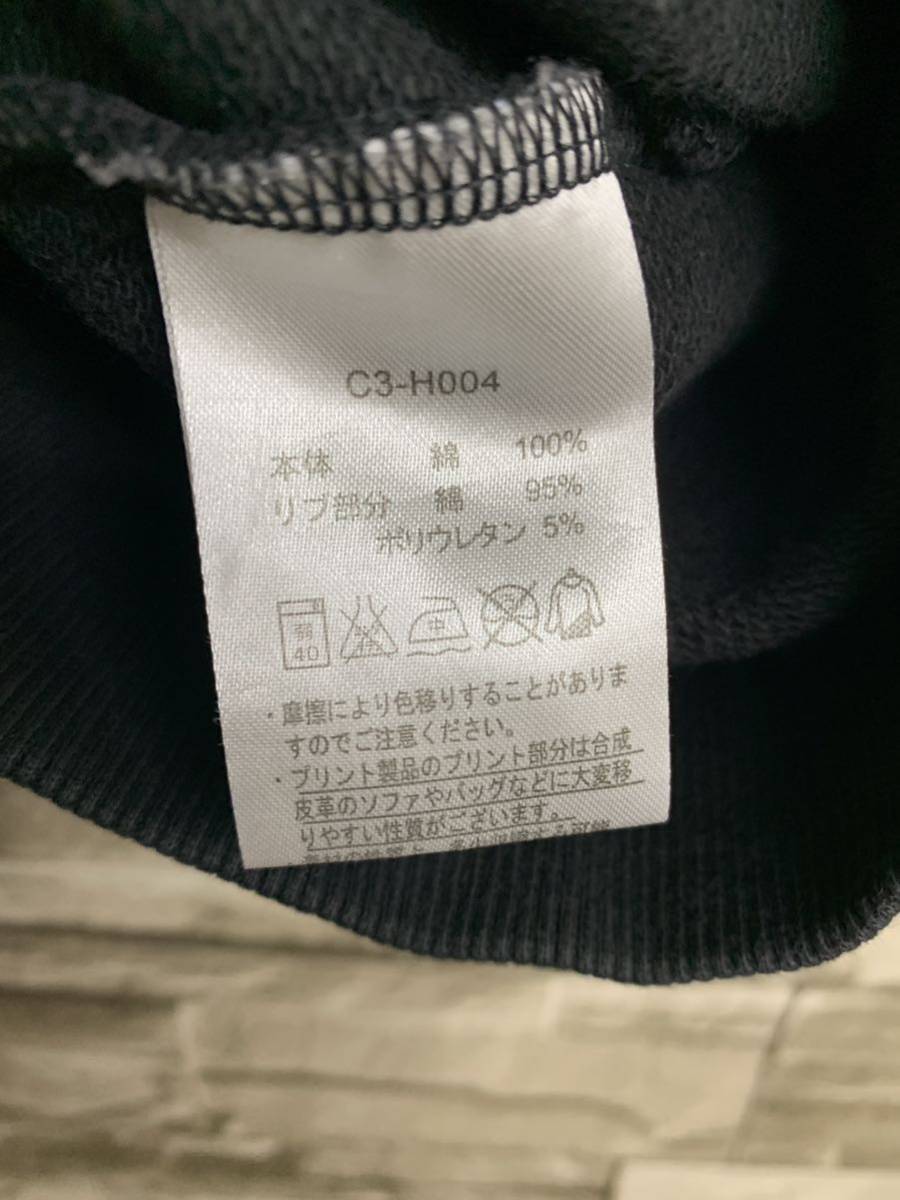 C3-H004
本体 綿 100%
リブ部分 綿 95%
ポリウレタン 5%
弱 40 中
・摩擦により色移りすることがありま
すのでご注意ください。
・プリント製品のプリント部分は合成
皮革のソファやバッグなどに大変移
りやすい性質がございます。